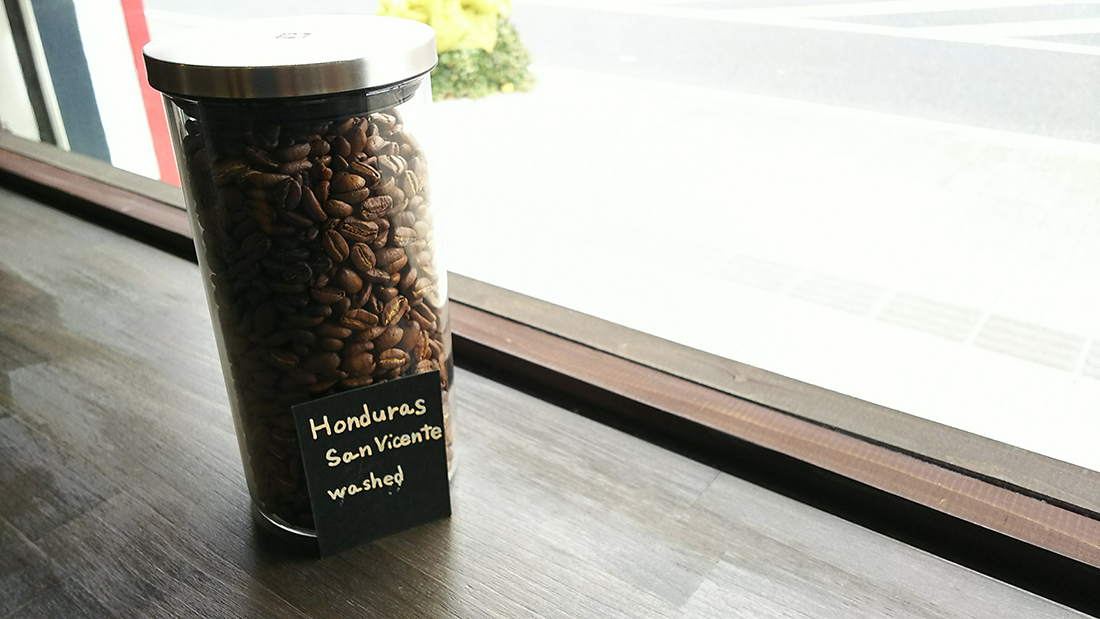 Honduras
San Vicente
washed